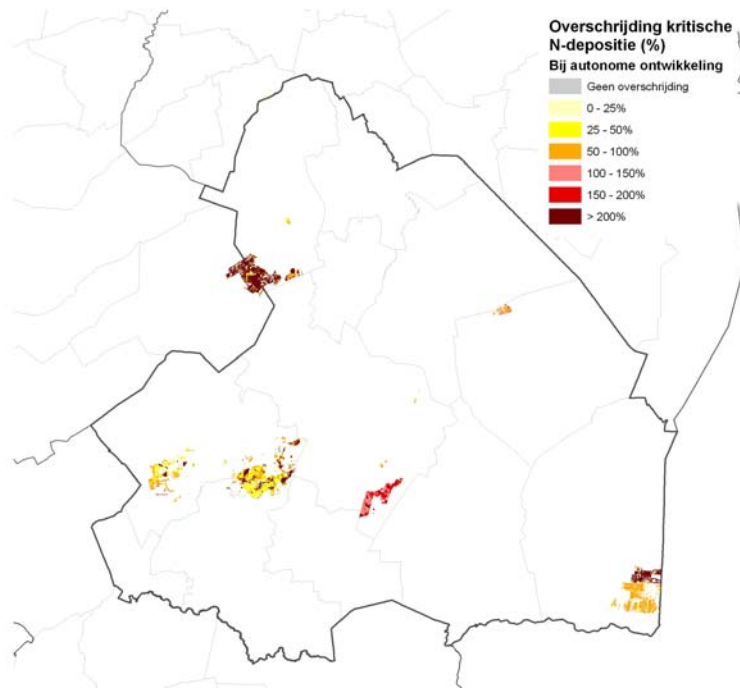 Overschrijding kritische
N-depositie (%)
Bij autonome ontwikkeling
Geen overschrijding
0 - 25%
25 - 50%
50 - 100%
100 - 150%
150 - 200%
> 200%